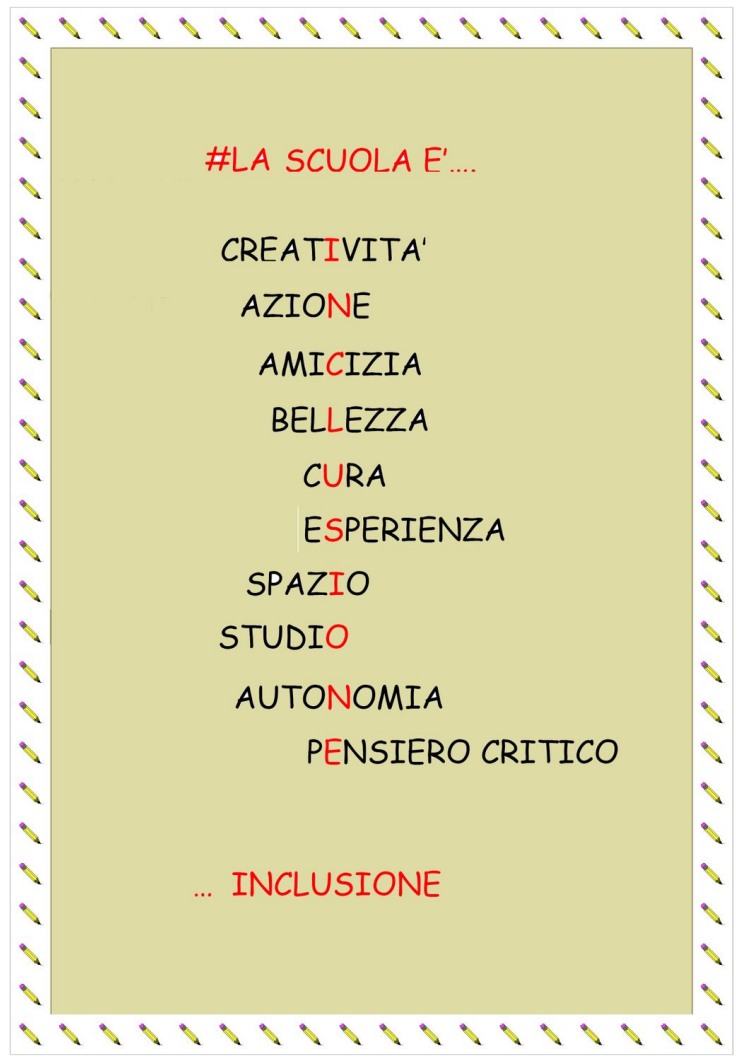 #LA SCUOLA E'....
CREATIVITA'
AZIONE
AMICIZIA
BELLEZZA
CURA
ESPERIENZA
SPAZIO
STUDIO
AUTONOMIA
PENSIERO CRITICO
... INCLUSIONE